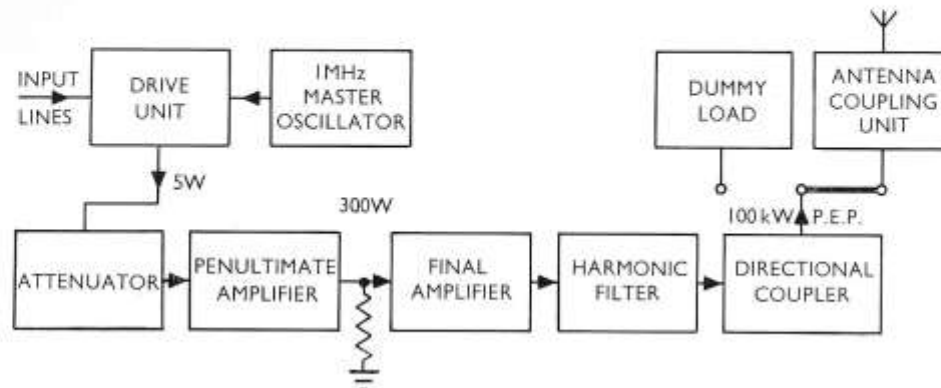 INPUT
LINES
DRIVE
UNIT
1MHz
MASTER
OSCILLATOR
DUMMY
LOAD
ANTENNA
COUPLING
UNIT
5W
300W
100kW P.E.P.
ATTENUATOR
PENULTIMATE
AMPLIFIER
FINAL
AMPLIFIER
HARMONIC
FILTER
DIRECTIONAL
COUPLER